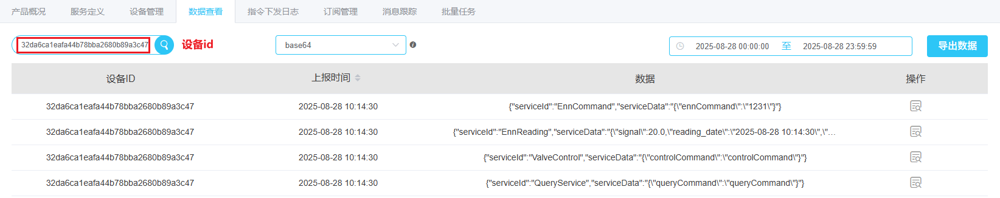 产品概况 服务定义 设备管理 数据查看 指令下发日志 订阅管理 消息跟踪 批量任务
32da6ca1eafa44b78bba2680b89a3c47 设备id base64 2025-08-28 00:00:00 至 2025-08-28 23:59:59 导出数据
设备ID 上报时间 数据 操作
32da6ca1eafa44b78bba2680b89a3c47 2025-08-28 10:14:30 {"serviceId":"EnnCommand","serviceData":"{\"ennCommand\":\"1231\"}"}
32da6ca1eafa44b78bba2680b89a3c47 2025-08-28 10:14:30 {"serviceId":"EnnReading","serviceData":"{\"signal\":20.0,\"reading_date\":\"2025-08-28 10:14:30\",\"…
32da6ca1eafa44b78bba2680b89a3c47 2025-08-28 10:14:30 {"serviceId":"ValveControl","serviceData":"{\"controlCommand\":\"controlCommand\"}"}
32da6ca1eafa44b78bba2680b89a3c47 2025-08-28 10:14:30 {"serviceId":"QueryService","serviceData":"{\"queryCommand\":\"queryCommand\"}"}